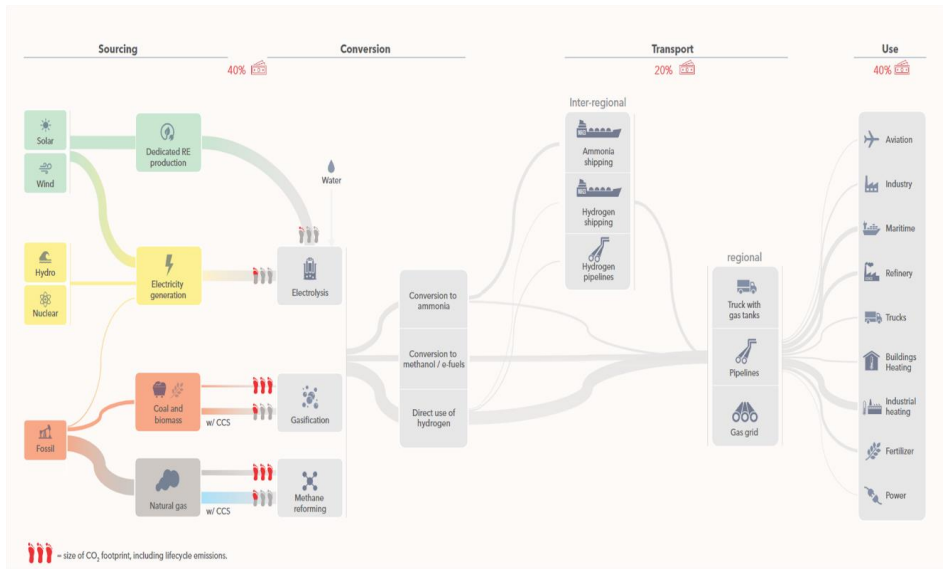 Sourcing
Conversion
Transport
Use
40%
20%
40%
Inter-regional
Solar
Wind
Dedicated RE
production
Water
Ammonia
shipping
Hydrogen
shipping
Hydrogen
pipelines
Aviation
Industry
Maritime
Refinery
Trucks
Buildings
Heating
Industrial
heating
Fertilizer
Power
Hydro
Nuclear
Electricity
generation
Electrolysis
Conversion to
ammonia
Conversion to
methanol / e-fuels
Direct use of
hydrogen
regional
Truck with
gas tanks
Pipelines
Gas grid
Fossil
Coal and
biomass
w/ CCS
Gasification
Natural gas
w/ CCS
Methane
reforming
= size of CO₂ footprint, including lifecycle emissions.